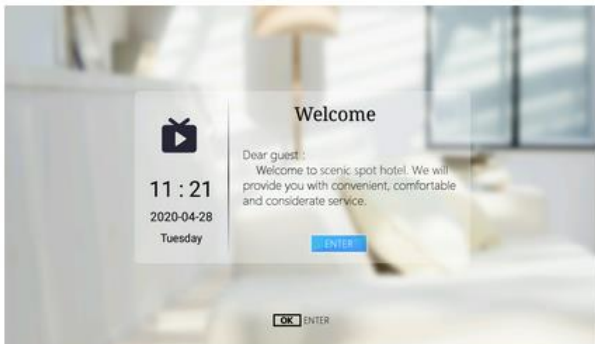 Welcome
11 : 21
2020-04-28
Tuesday
Dear guest :
Welcome to scenic spot hotel. We will
provide you with convenient, comfortable
and considerate service.
ENTER
OK ENTER